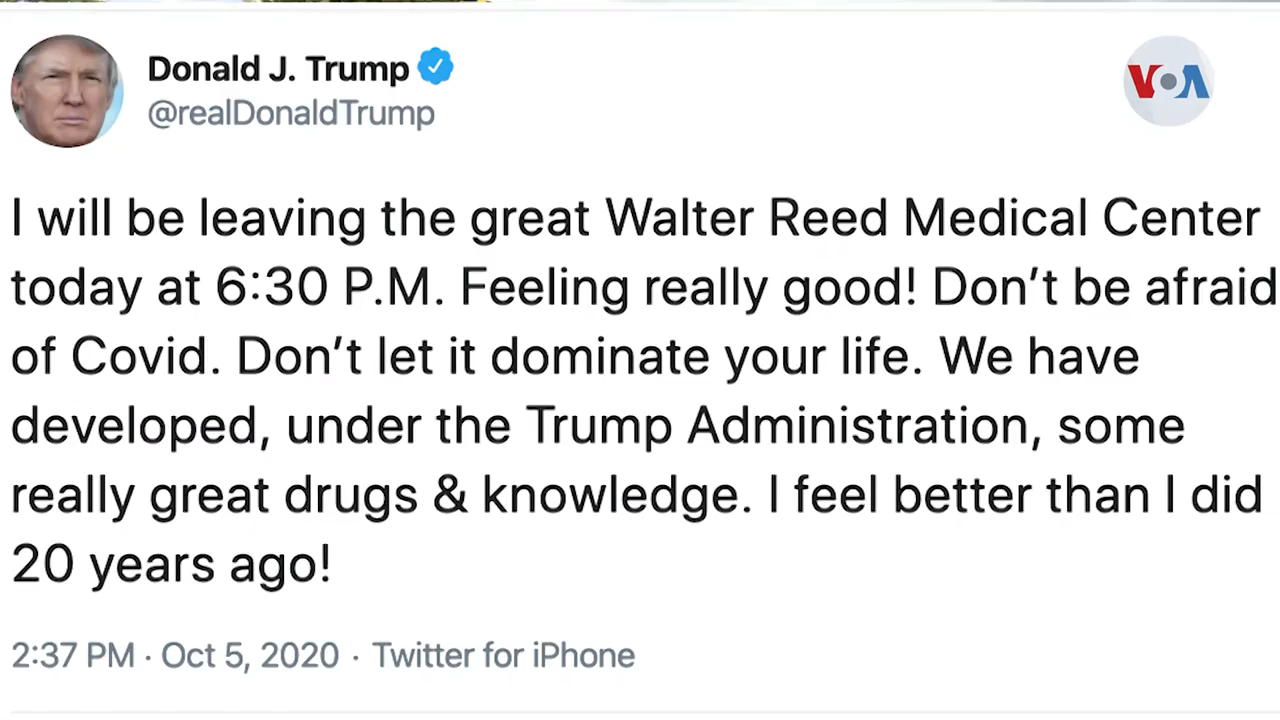 Donald J. Trump
VOA
@realDonaldTrump
I will be leaving the great Walter Reed Medical Center
today at 6:30 P.M. Feeling really good! Don’t be afraid
of Covid. Don’t let it dominate your life. We have
developed, under the Trump Administration, some
really great drugs & knowledge. I feel better than I did
20 years ago!
2:37 PM · Oct 5, 2020 · Twitter for iPhone